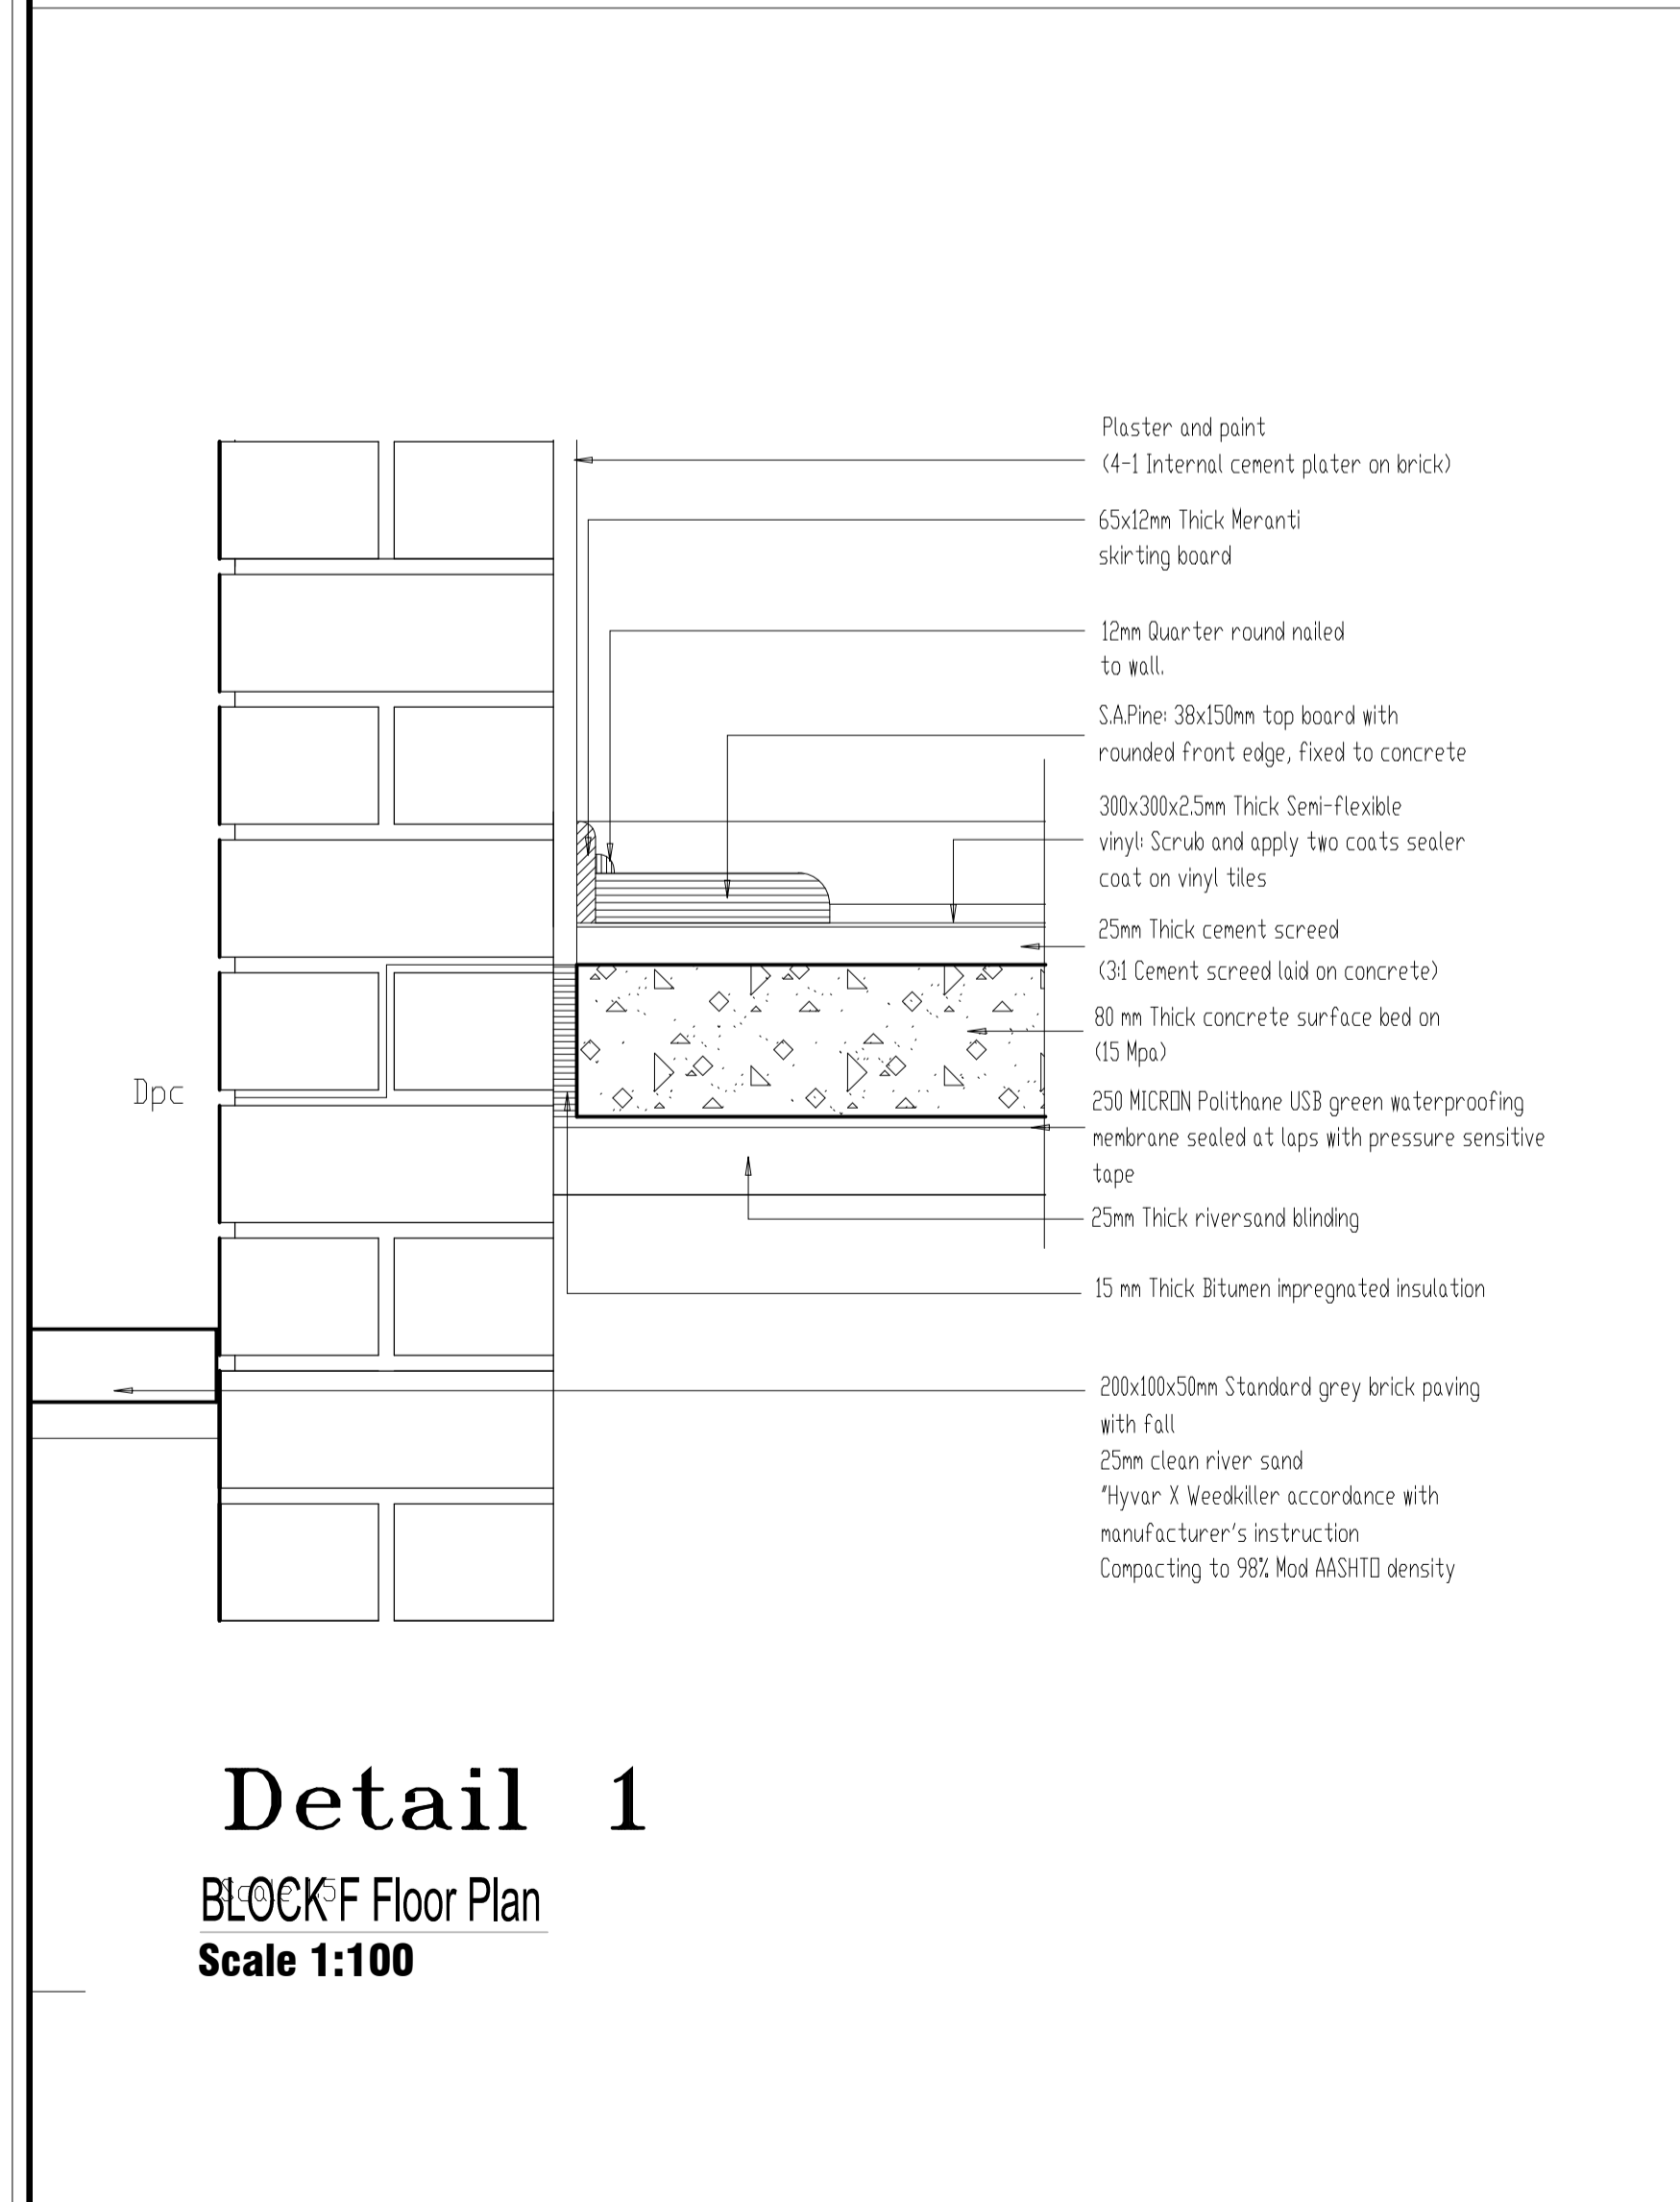 Plaster and paint
(4-1 Internal cement plater on brick)
65x12mm Thick Meranti
skirting board
12mm Quarter round nailed
to wall.
S.A.Pine: 38x150mm top board with
rounded front edge, fixed to concrete
300x300x2.5mm Thick Semi-flexible
vinyl: Scrub and apply two coats sealer
coat on vinyl tiles
25mm Thick cement screed
(3:1 Cement screed laid on concrete)
80 mm Thick concrete surface bed on
(15 Mpa)
Dpc
250 MICRON Polithane USB green waterproofing
membrane sealed at laps with pressure sensitive
tape
25mm Thick riversand blinding
15 mm Thick Bitumen impregnated insulation
200x100x50mm Standard grey brick paving
with fall
25mm clean river sand
"Hyvar X Weedkiller accordance with
manufacturer's instruction
Compacting to 98% Mod AASHTO density
Detail 1
BLOCK F Floor Plan
Scale
Scale 1:100